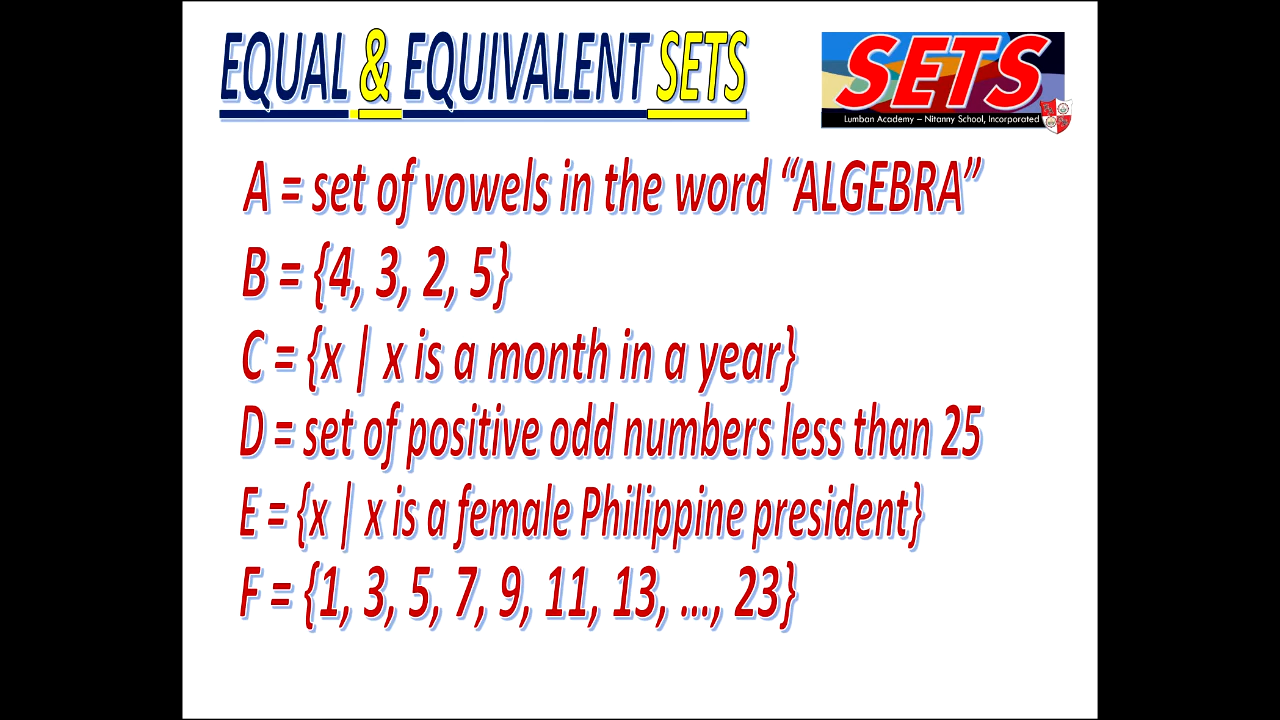 EQUAL & EQUIVALENT SETS
SETS
Lumban Academy – Nitanny School, Incorporated
A = set of vowels in the word “ALGEBRA”
B = {4, 3, 2, 5}
C = {x | x is a month in a year}
D = set of positive odd numbers less than 25
E = {x | x is a female Philippine president}
F = {1, 3, 5, 7, 9, 11, 13, ..., 23}